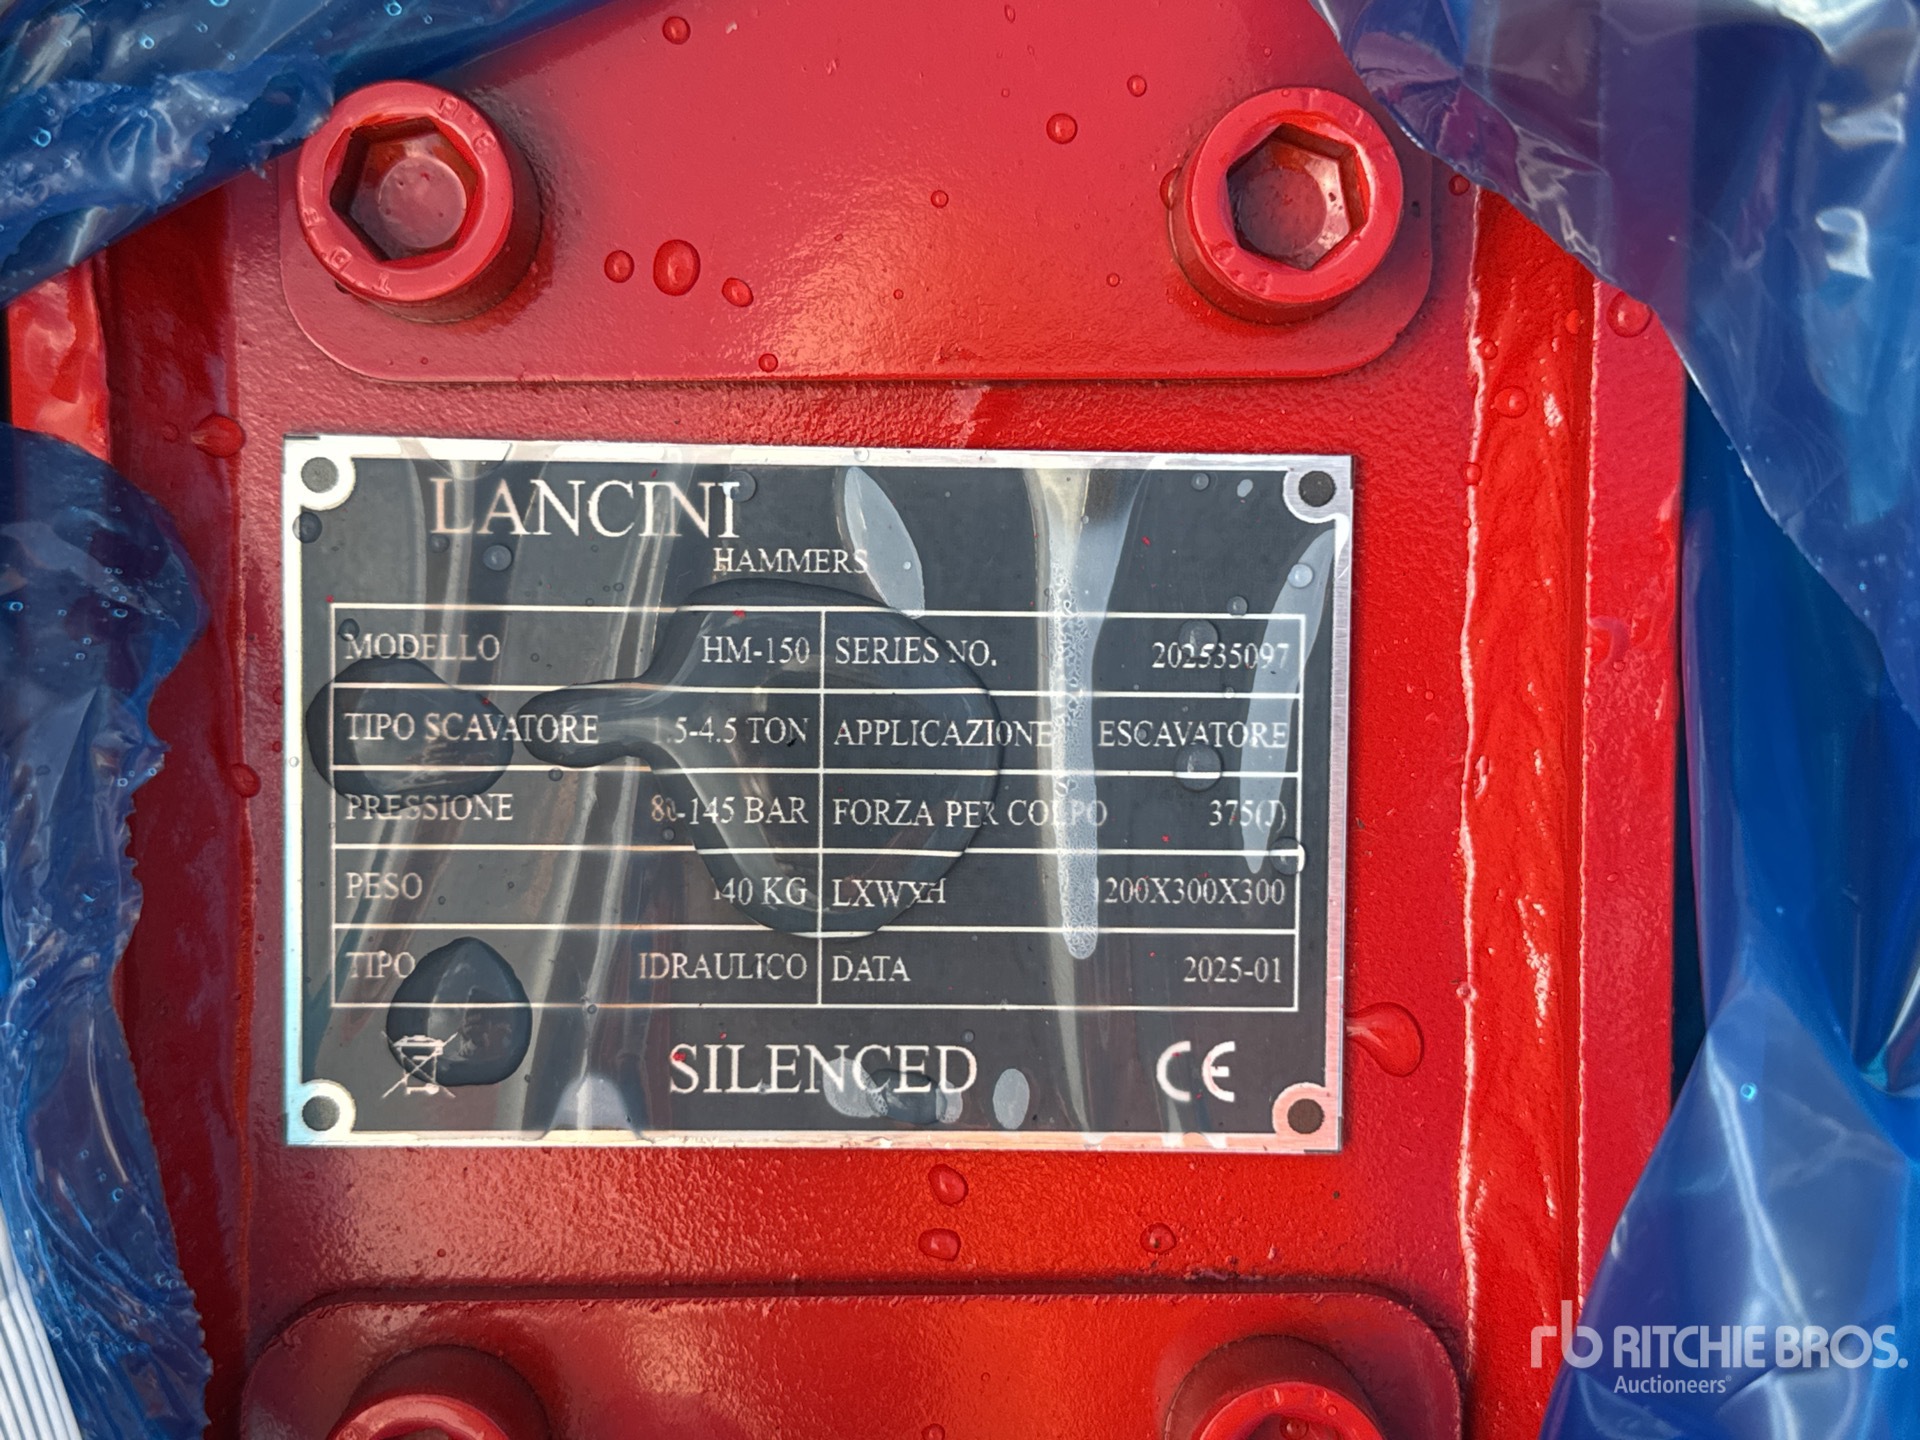 LANCINI
HAMMERS
MODELLO HM-150 SERIES NO. 202535097
TIPO SCAVATORE 1.5-4.5 TON APPLICAZIONE ESCAVATORE
PRESSIONE 80-145 BAR FORZA PER COLPO 375(J)
PESO KG LXWXH 1200X300X300
TIPO IDRAULICO DATA 2025-01
SILENCED CE
rb RITCHIE BROS.
Auctioneers